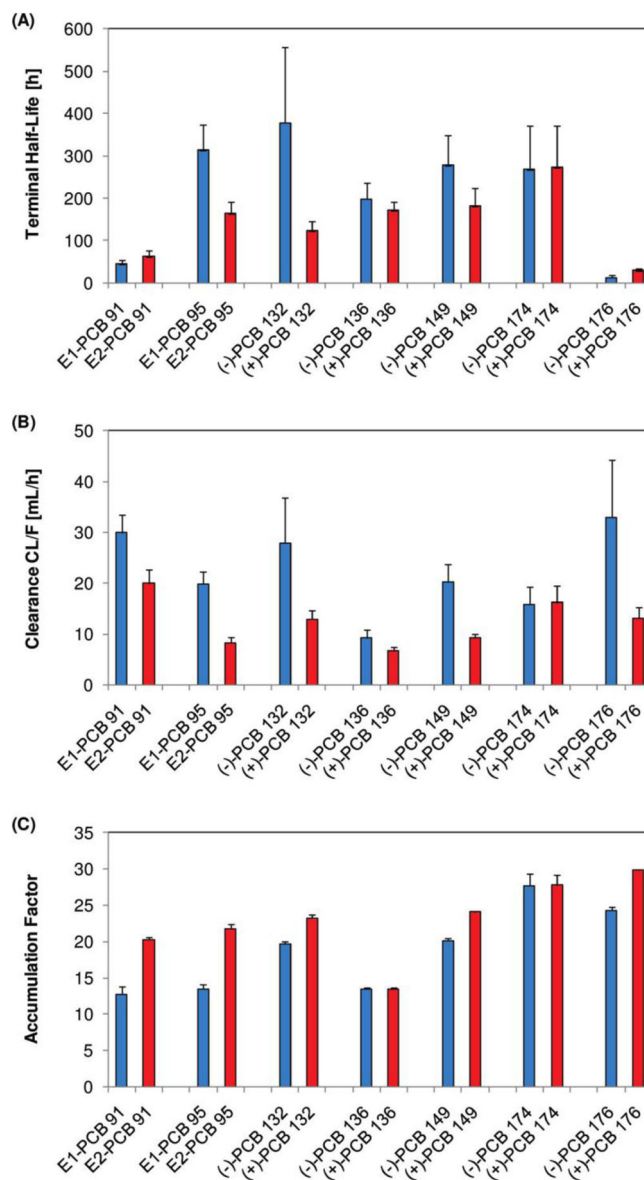 (A)
Terminal Half-Life [h]
600
500
400
300
200
100
0
E1-PCB 91
E2-PCB 91
E1-PCB 95
E2-PCB 95
(-)-PCB 132
(+)-PCB 132
(-)-PCB 136
(+)-PCB 136
(-)-PCB 149
(+)-PCB 149
(-)-PCB 174
(+)-PCB 174
(-)-PCB 176
(+)-PCB 176
(B)
Clearance CL/F [mL/h]
50
40
30
20
10
0
E1-PCB 91
E2-PCB 91
E1-PCB 95
E2-PCB 95
(-)-PCB 132
(+)-PCB 132
(-)-PCB 136
(+)-PCB 136
(-)-PCB 149
(+)-PCB 149
(-)-PCB 174
(+)-PCB 174
(-)-PCB 176
(+)-PCB 176
(C)
Accumulation Factor
35
30
25
20
15
10
5
0
E1-PCB 91
E2-PCB 91
E1-PCB 95
E2-PCB 95
(-)-PCB 132
(+)-PCB 132
(-)-PCB 136
(+)-PCB 136
(-)-PCB 149
(+)-PCB 149
(-)-PCB 174
(+)-PCB 174
(-)-PCB 176
(+)-PCB 176